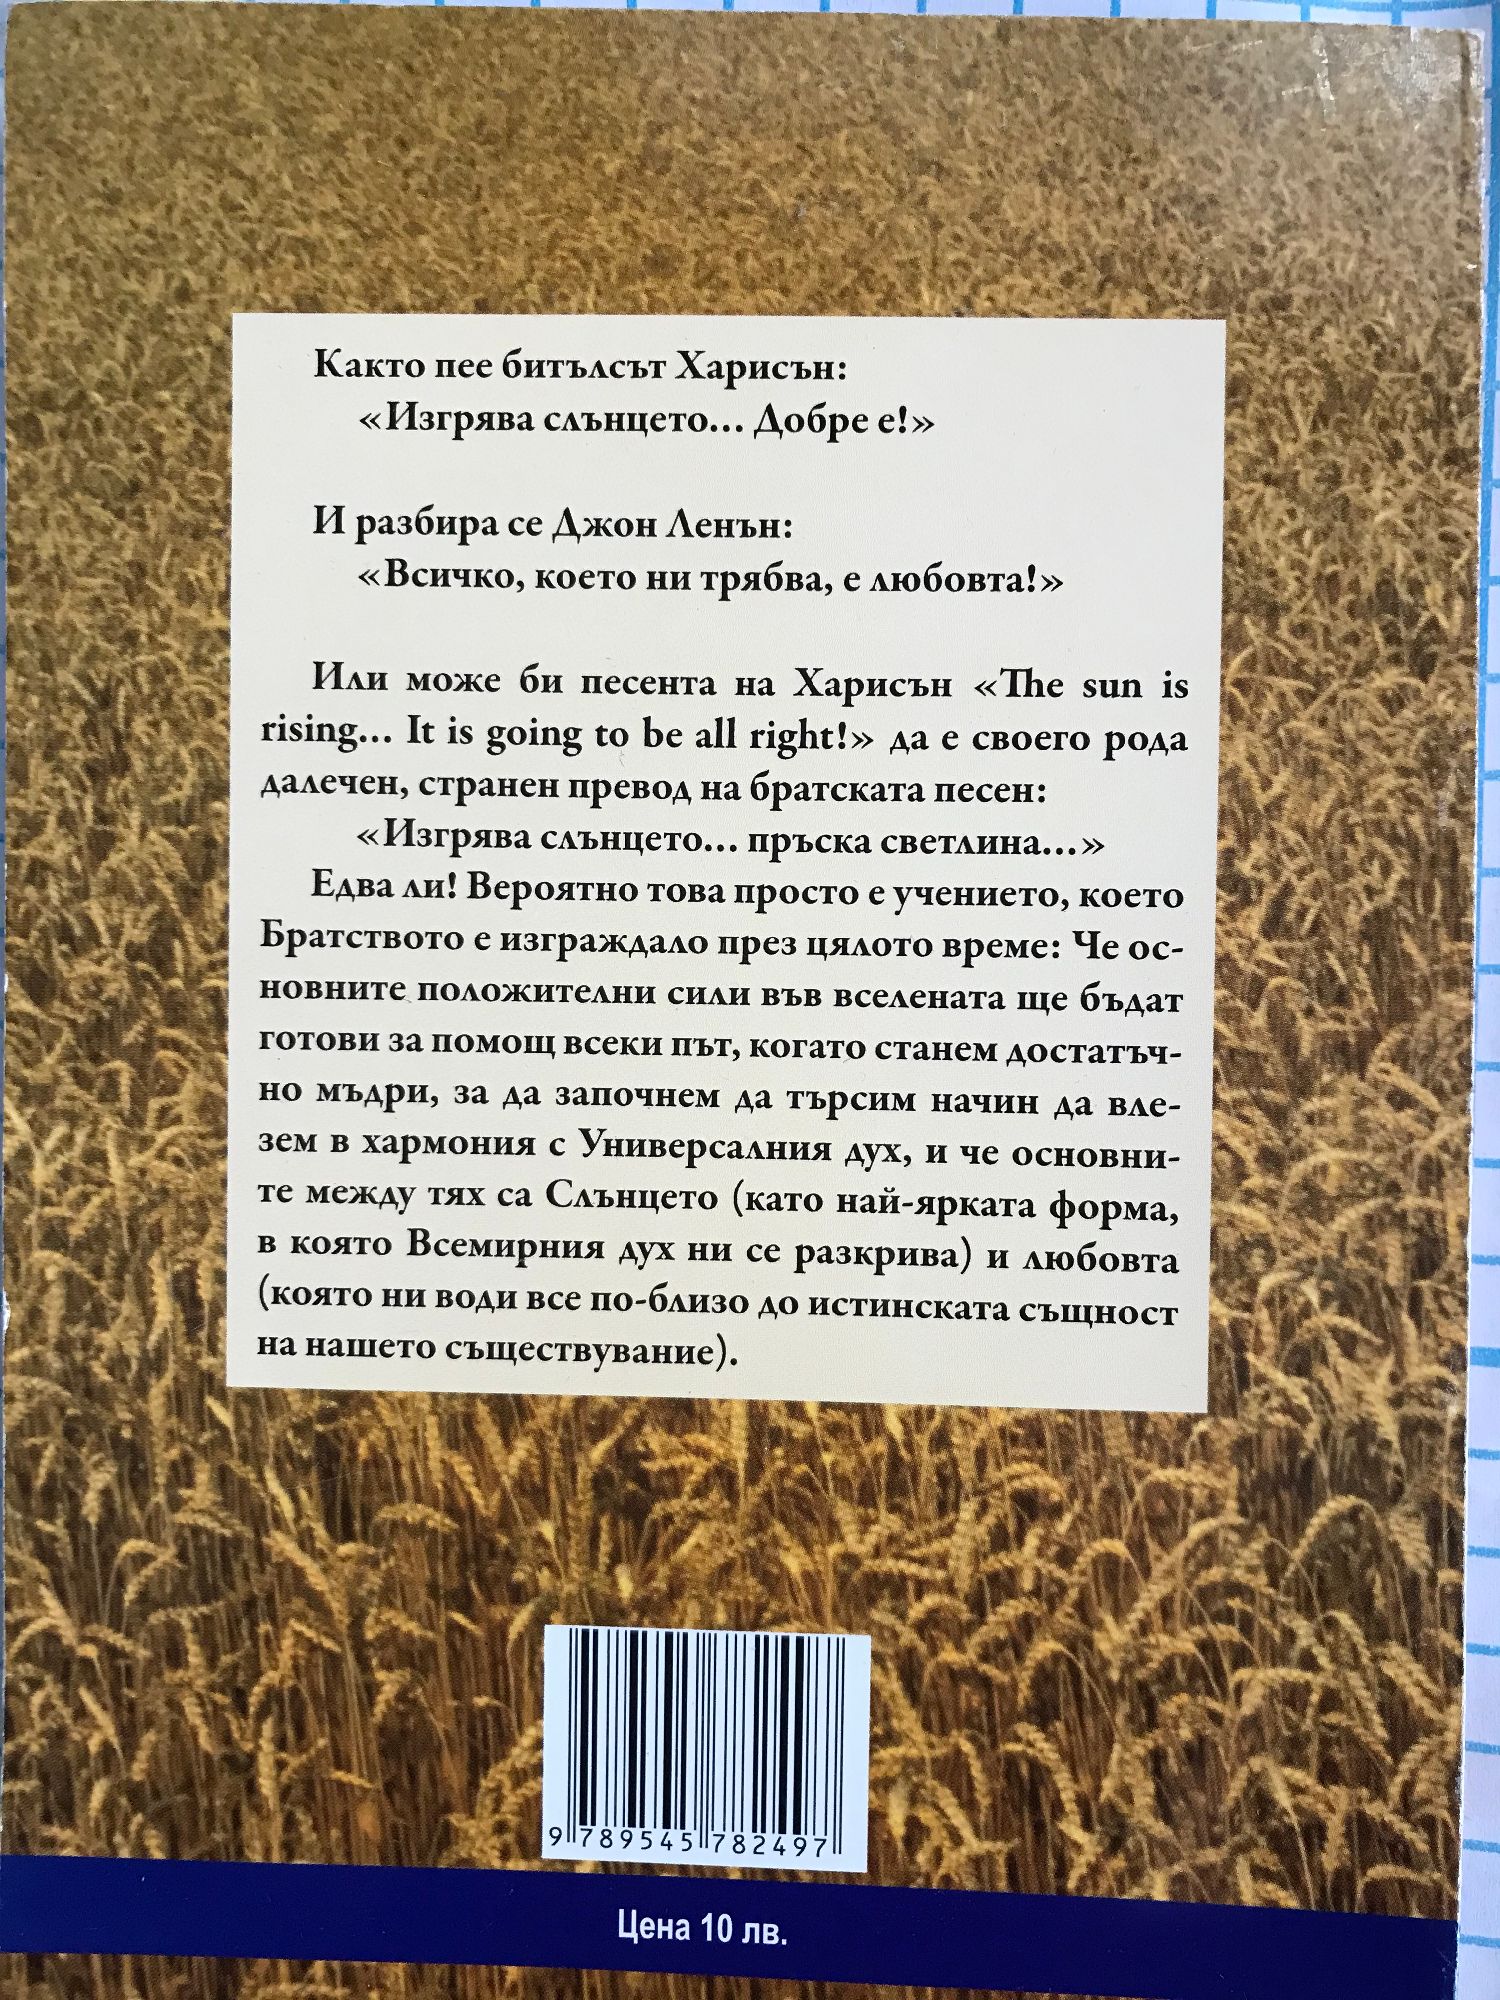 Както пее битълсът Харисън:
«Изгрява слънцето... Добре е!»
И разбира се Джон Ленън:
«Всичко, което ни трябва, е любовта!»
Или може би песента на Харисън «The sun is
rising... It is going to be all right!» да е своего рода
далечен, странен превод на братската песен:
«Изгрява слънцето... пръска светлина...»
Едва ли! Вероятно това просто е учението, което
Братството е изграждало през цялото време: Че ос-
новните положителни сили във вселената ще бъдат
готови за помощ всеки път, когато станем достатъч-
но мъдри, за да започнем да търсим начин да вле-
зем в хармония с Универсалния дух, и че основни-
те между тях са Слънцето (като най-ярката форма,
в която Всемирния дух ни се разкрива) и любовта
(която ни води все по-близо до истинската същност
на нашето съществуване).
9 789545 782497
Цена 10 лв.